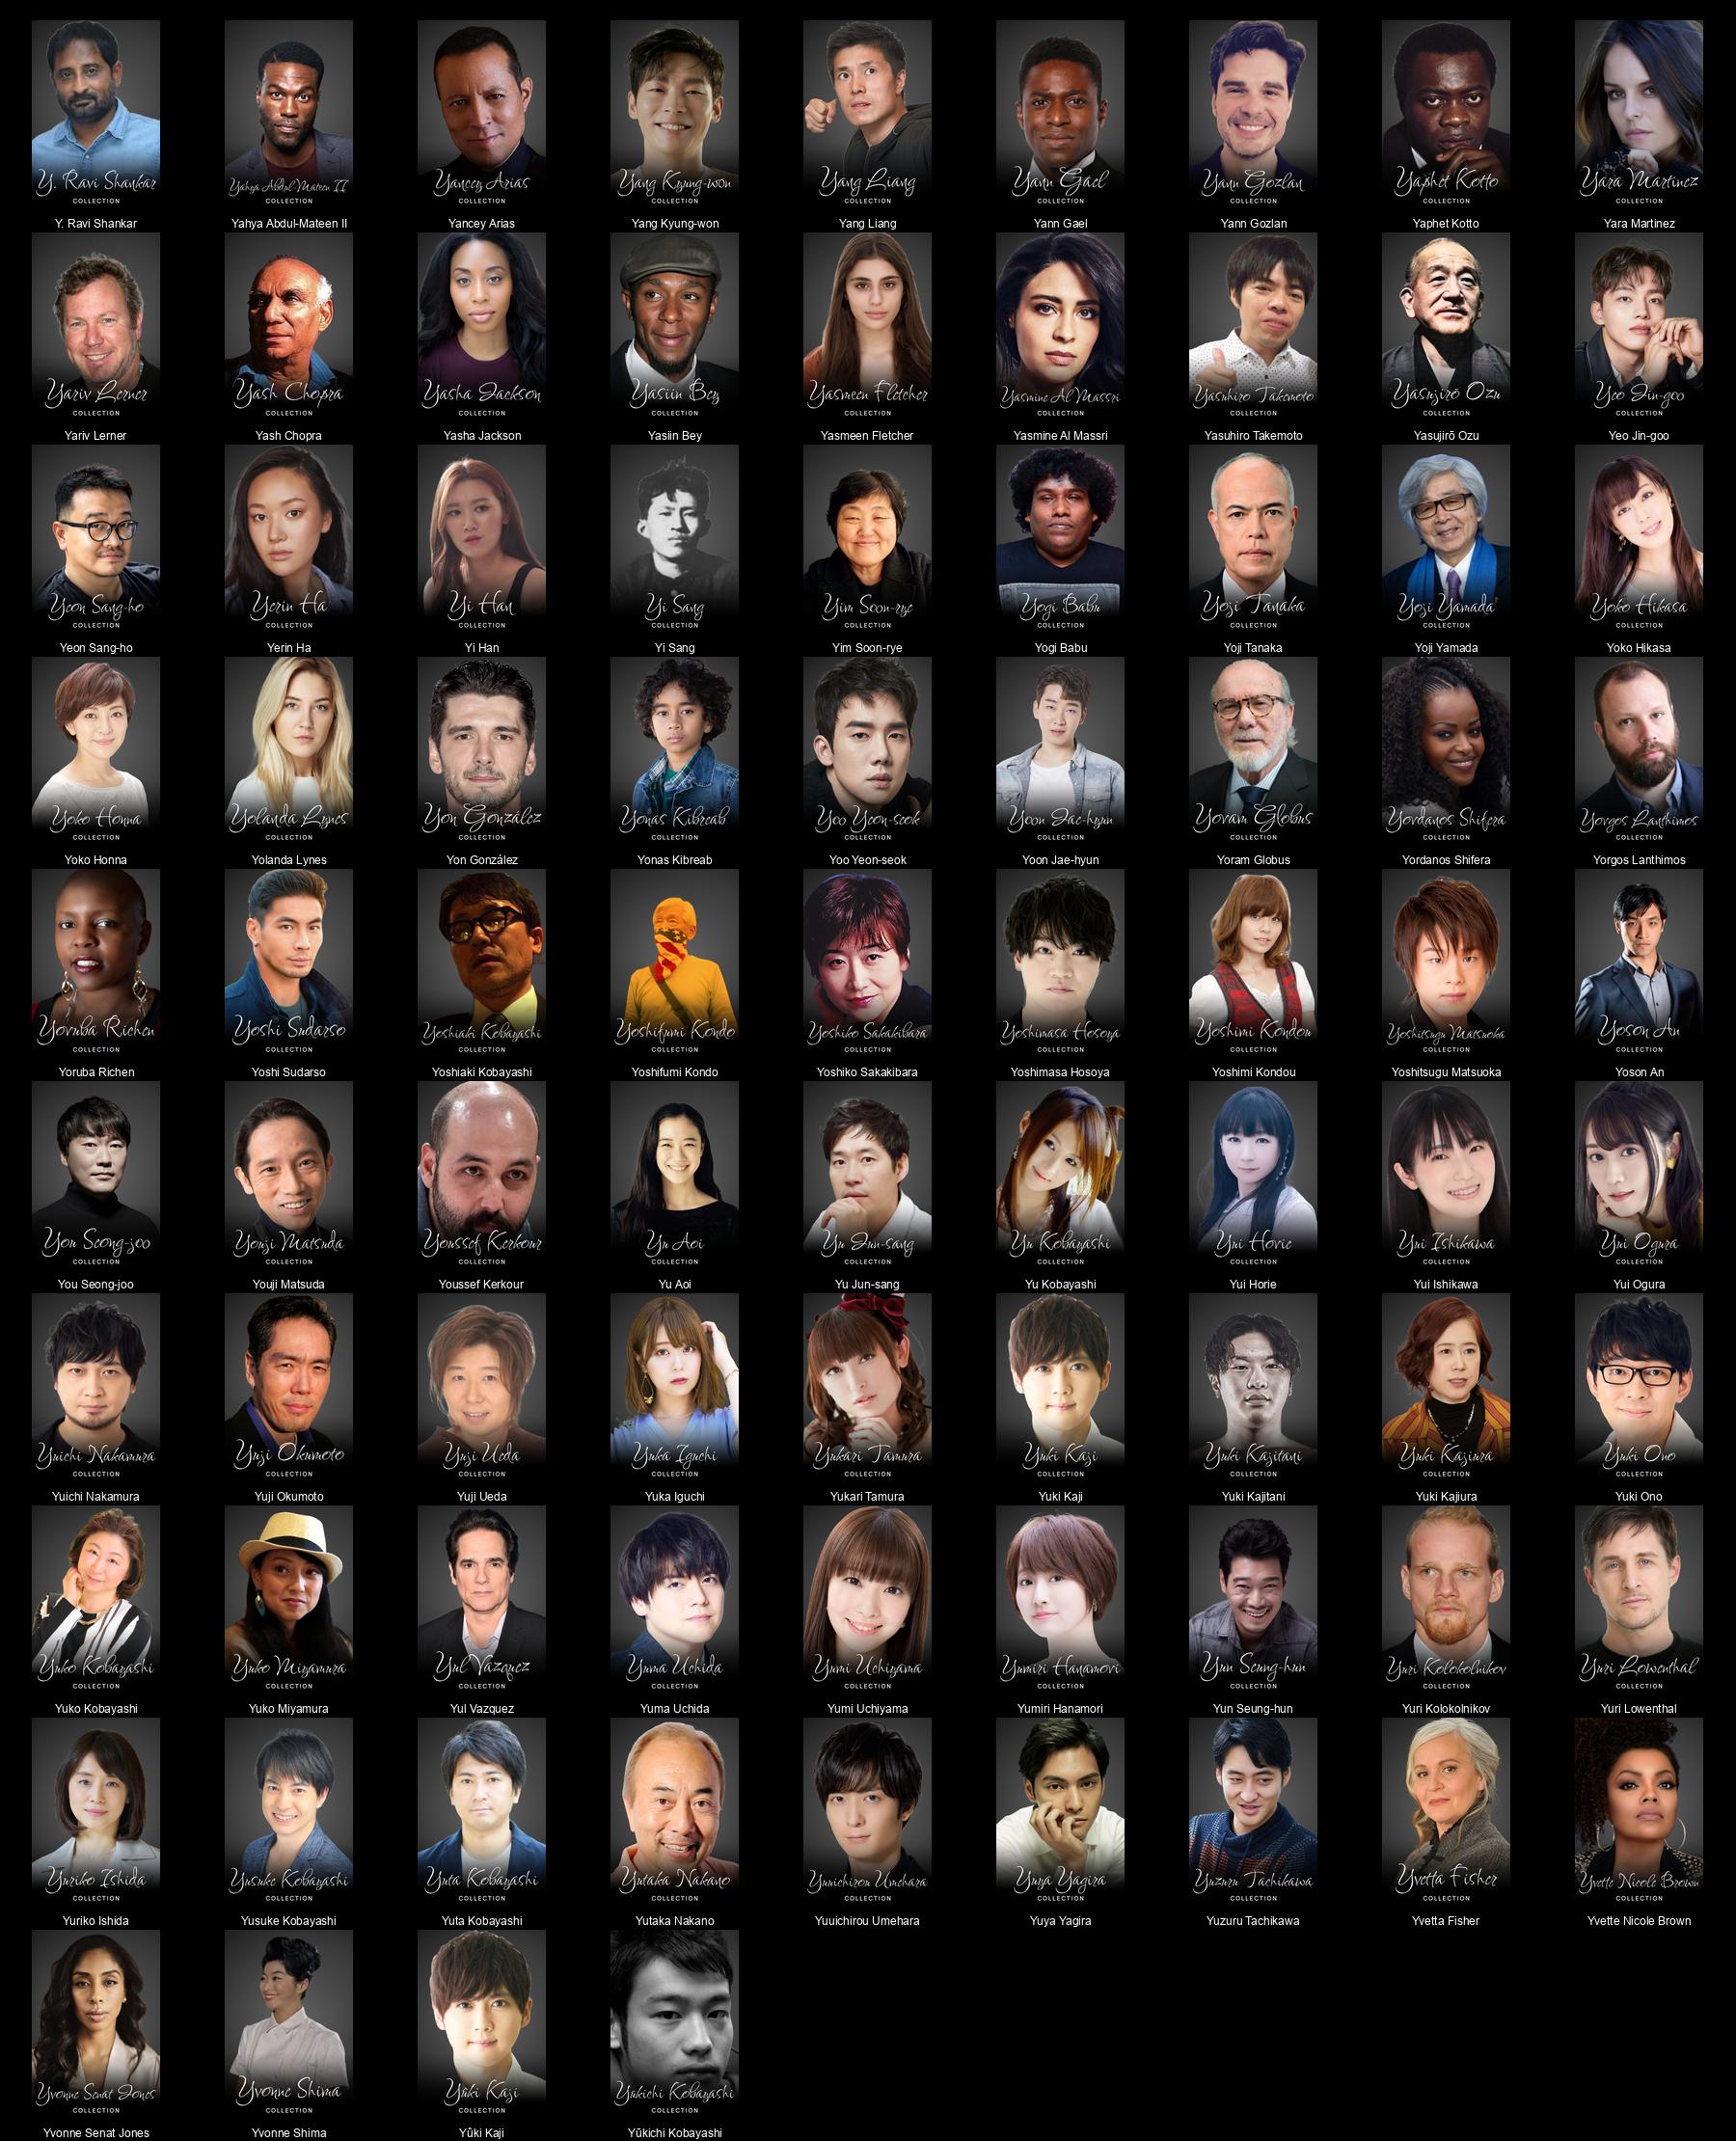 Y. Ravi Shankar Yahya Abdul-Mateen II Yancey Arias Yang Kyung-won Yang Liang Yann Gael Yann Gozlan Yaphet Kotto Yara Martinez
COLLECTION COLLECTION COLLECTION COLLECTION COLLECTION COLLECTION COLLECTION COLLECTION COLLECTION
Y. Ravi Shankar Yahya Abdul-Mateen II Yancey Arias Yang Kyung-won Yang Liang Yann Gael Yann Gozlan Yaphet Kotto Yara Martinez
Yariv Lerner Yash Chopra Yasha Jackson Yasiin Bey Yasmeen Fletcher Yasmine Al Massri Yasuhiro Takemoto Yasujirō Ozu Yeo Jin-goo
COLLECTION COLLECTION COLLECTION COLLECTION COLLECTION COLLECTION COLLECTION COLLECTION COLLECTION
Yariv Lerner Yash Chopra Yasha Jackson Yasiin Bey Yasmeen Fletcher Yasmine Al Massri Yasuhiro Takemoto Yasujirō Ozu Yeo Jin-goo
Yeon Sang-ho Yerin Ha Yi Han Yi Sang Yim Soon-rye Yogi Babu Yoji Tanaka Yoji Yamada Yoko Hikasa
COLLECTION COLLECTION COLLECTION COLLECTION COLLECTION COLLECTION COLLECTION COLLECTION COLLECTION
Yeon Sang-ho Yerin Ha Yi Han Yi Sang Yim Soon-rye Yogi Babu Yoji Tanaka Yoji Yamada Yoko Hikasa
Yoko Honna Yolanda Lynes Yon González Yonas Kibreab Yoo Yeon-seok Yoon Jae-hyun Yoram Globus Yordanos Shifera Yorgos Lanthimos
COLLECTION COLLECTION COLLECTION COLLECTION COLLECTION COLLECTION COLLECTION COLLECTION COLLECTION
Yoko Honna Yolanda Lynes Yon González Yonas Kibreab Yoo Yeon-seok Yoon Jae-hyun Yoram Globus Yordanos Shifera Yorgos Lanthimos
Yoruba Richen Yoshi Sudarso Yoshiaki Kobayashi Yoshifumi Kondo Yoshiko Sakakibara Yoshimasa Hosoya Yoshimi Kondou Yoshitsugu Matsuoka Yoson An
COLLECTION COLLECTION COLLECTION COLLECTION COLLECTION COLLECTION COLLECTION COLLECTION COLLECTION
Yoruba Richen Yoshi Sudarso Yoshiaki Kobayashi Yoshifumi Kondo Yoshiko Sakakibara Yoshimasa Hosoya Yoshimi Kondou Yoshitsugu Matsuoka Yoson An
You Seong-joo Youji Matsuda Youssef Kerkour Yu Aoi Yu Jun-sang Yu Kobayashi Yui Horie Yui Ishikawa Yui Ogura
COLLECTION COLLECTION COLLECTION COLLECTION COLLECTION COLLECTION COLLECTION COLLECTION COLLECTION
You Seong-joo Youji Matsuda Youssef Kerkour Yu Aoi Yu Jun-sang Yu Kobayashi Yui Horie Yui Ishikawa Yui Ogura
Yuichi Nakamura Yuji Okumoto Yuji Ueda Yuka Iguchi Yukari Tamura Yuki Kaji Yuki Kajitani Yuki Kajiura Yuki Ono
COLLECTION COLLECTION COLLECTION COLLECTION COLLECTION COLLECTION COLLECTION COLLECTION COLLECTION
Yuichi Nakamura Yuji Okumoto Yuji Ueda Yuka Iguchi Yukari Tamura Yuki Kaji Yuki Kajitani Yuki Kajiura Yuki Ono
Yuko Kobayashi Yuko Miyamura Yul Vazquez Yuma Uchida Yumi Uchiyama Yumiri Hanamori Yun Seung-hun Yuri Kolokolnikov Yuri Lowenthal
COLLECTION COLLECTION COLLECTION COLLECTION COLLECTION COLLECTION COLLECTION COLLECTION COLLECTION
Yuko Kobayashi Yuko Miyamura Yul Vazquez Yuma Uchida Yumi Uchiyama Yumiri Hanamori Yun Seung-hun Yuri Kolokolnikov Yuri Lowenthal
Yuriko Ishida Yusuke Kobayashi Yuta Kobayashi Yutaka Nakano Yuuichirou Umehara Yuya Yagira Yuzuru Tachikawa Yvetta Fisher Yvette Nicole Brown
COLLECTION COLLECTION COLLECTION COLLECTION COLLECTION COLLECTION COLLECTION COLLECTION COLLECTION
Yuriko Ishida Yusuke Kobayashi Yuta Kobayashi Yutaka Nakano Yuuichirou Umehara Yuya Yagira Yuzuru Tachikawa Yvetta Fisher Yvette Nicole Brown
Yvonne Senat Jones Yvonne Shima Yûki Kaji Yūkichi Kobayashi
COLLECTION COLLECTION COLLECTION COLLECTION
Yvonne Senat Jones Yvonne Shima Yûki Kaji Yūkichi Kobayashi